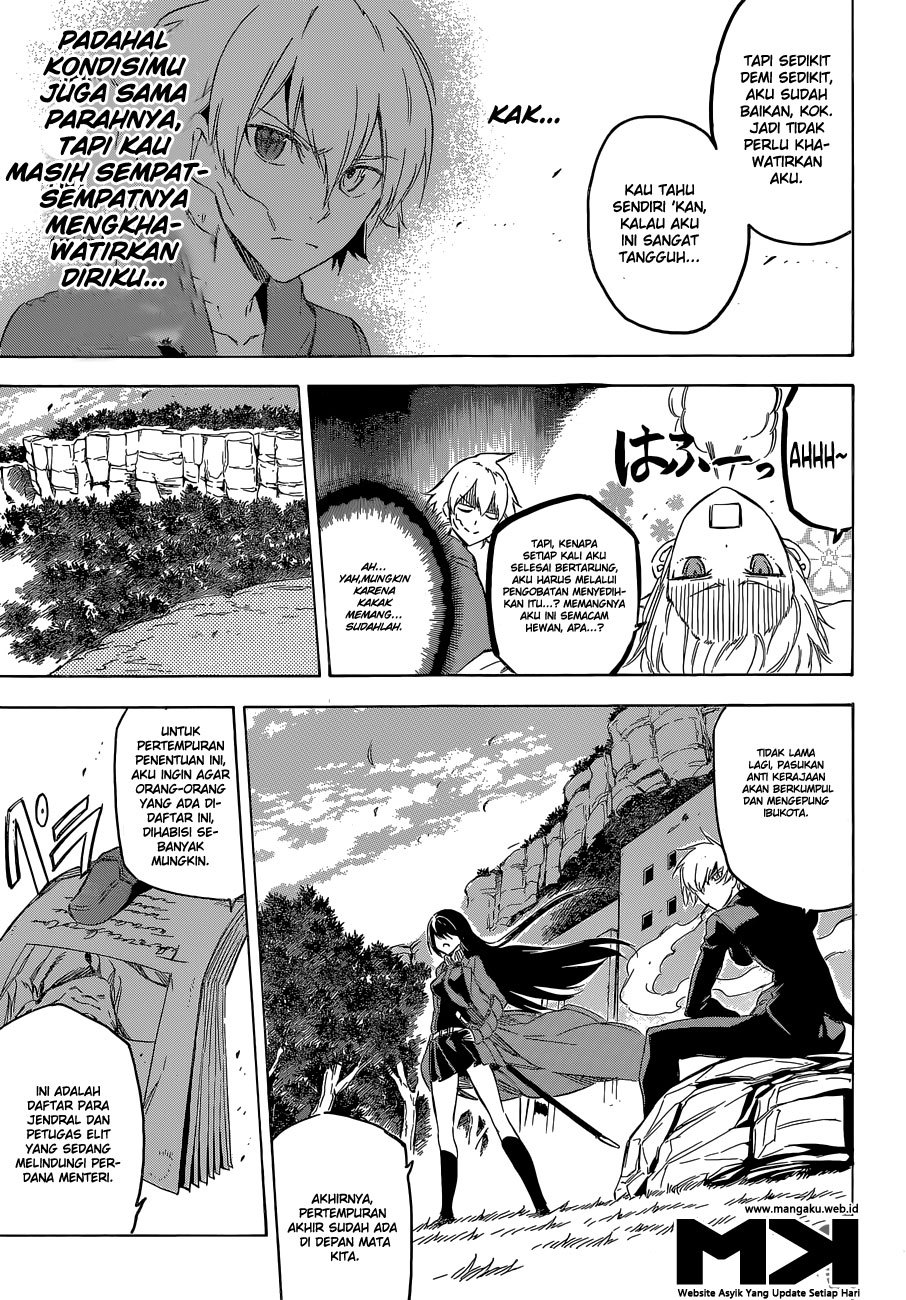 TAPI SEDIKIT
DEMI SEDIKIT,
AKU SUDAH
BAIKAN, KOK.
JADI TIDAK
PERLU KHA-
WATIRKAN
AKU.
KAU TAHU
SENDIRI 'KAN,
KALAU AKU
INI SANGAT
TANGGUH...
KAK...
PADAHAL
KONDISIMU
JUGA SAMA
PARAHNYA,
TAPI KAU
MASIH SEMPAT-
SEMPATNYA
MENGKHA-
WATIRKAN
DIRIKU...
AHHH~
はふーっ
TAPI, KENAPA
SETIAP KALI AKU
SELESAI BERTARUNG,
AKU HARUS MELALUI
PENGOBATAN MENYEDIH-
KAN ITU...? MEMANGNYA
AKU INI SEMACAM
HEWAN, APA...?
AH...
YAH,MUNGKIN
KARENA
KAKAK
MEMANG...
SUDAHLAH.
TIDAK LAMA
LAGI, PASUKAN
ANTI KERAJAAN
AKAN BERKUMPUL
DAN MENGEPUNG
IBUKOTA.
AKHIRNYA,
PERTEMPURAN
AKHIR SUDAH ADA
DI DEPAN MATA
KITA.
UNTUK
PERTEMPURAN
PENENTUAN INI,
AKU INGIN AGAR
ORANG-ORANG
YANG ADA DI-
DAFTAR INI,
DIHABISI SE-
BANYAK
MUNGKIN.
INI ADALAH
DAFTAR PARA
JENDRAL DAN
PETUGAS ELIT
YANG SEDANG
MELINDUNGI PER-
DANA MENTERI.
www.mangaku.web.id
MK
Website Asyik Yang Update Setiap Hari